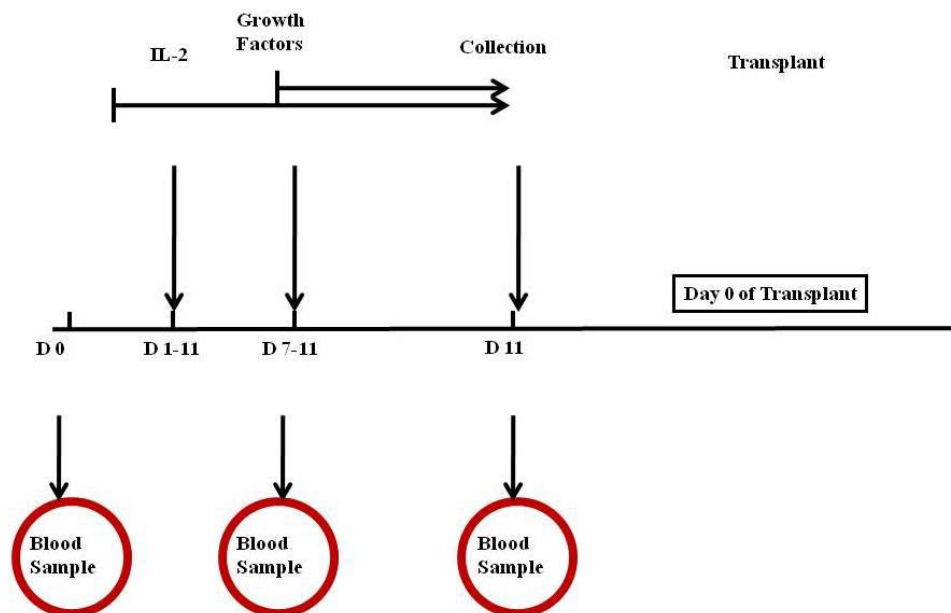 Growth
Factors
IL-2
Collection
Transplant
Day 0 of Transplant
D 0
D 1-11
D 7-11
D 11
Blood
Sample
Blood
Sample
Blood
Sample